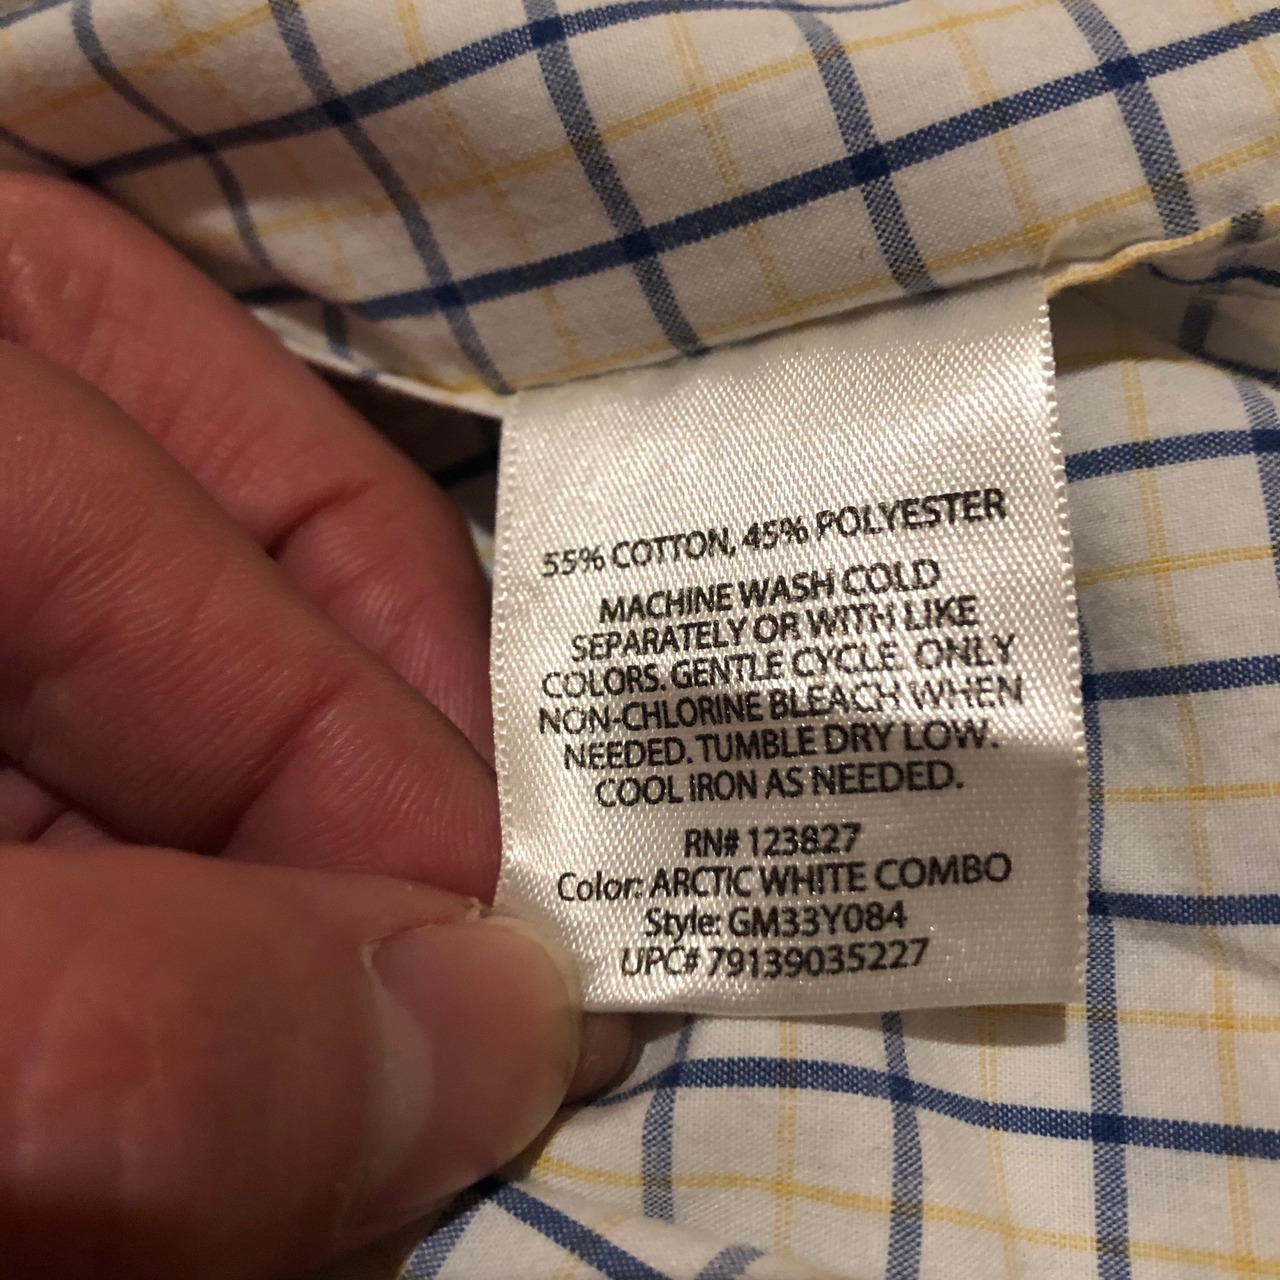 55% COTTON, 45% POLYESTER
MACHINE WASH COLD
SEPARATELY OR WITH LIKE
COLORS. GENTLE CYCLE. ONLY
NON-CHLORINE BLEACH WHEN
NEEDED. TUMBLE DRY LOW.
COOL IRON AS NEEDED.
RN# 123827
Color: ARCTIC WHITE COMBO
Style: GM33Y084
UPC# 79139035227